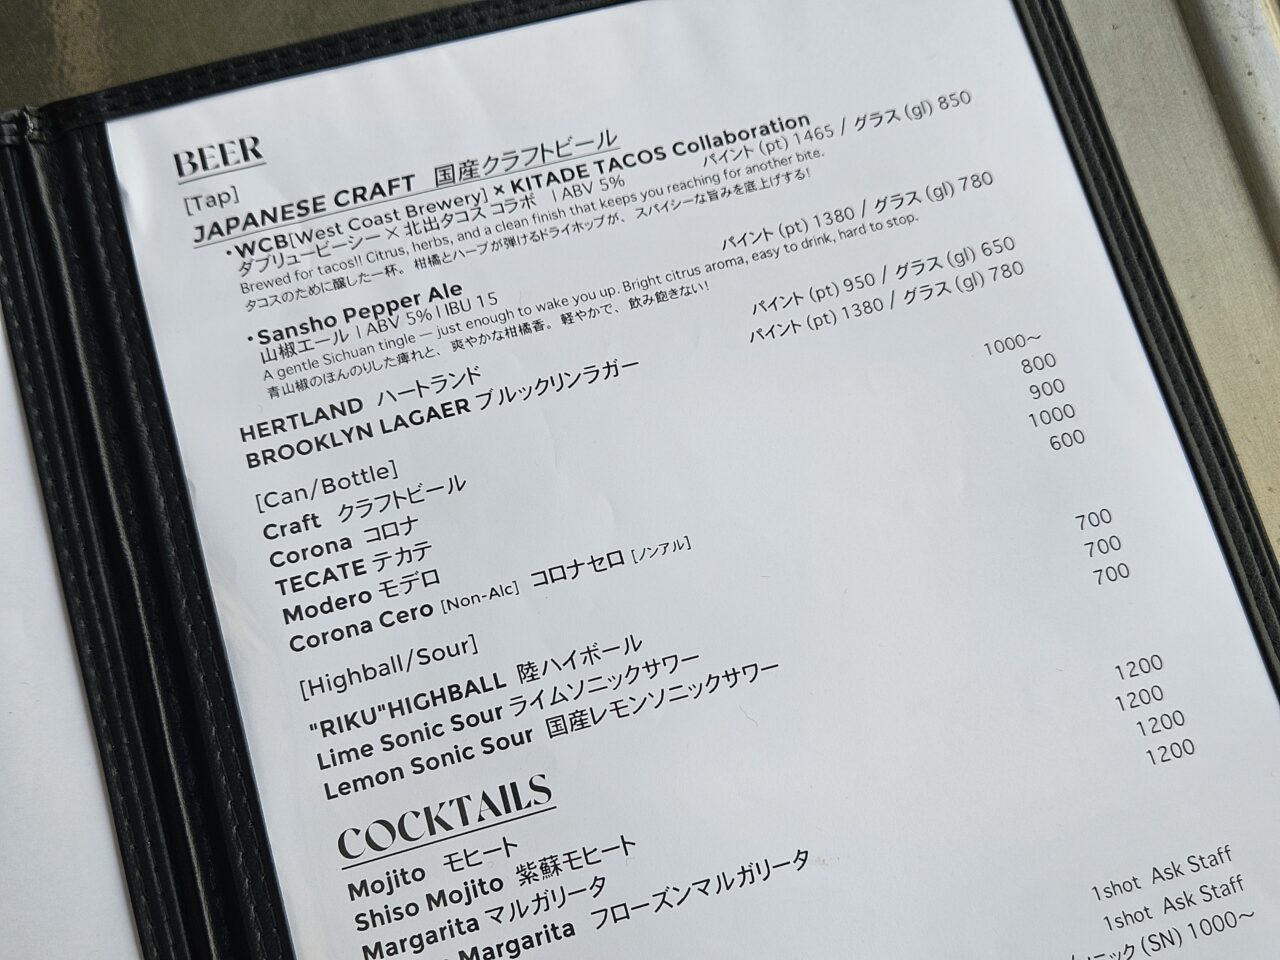 BEER
[Tap]
JAPANESE CRAFT 国産クラフトビール
・WCB[West Coast Brewery] × KITADE TACOS Collaboration
ダブリュービーシー × 北出タコス コラボ | ABV 5% パイント (pt) 1465 / グラス (gl) 850
Brewed for tacos!! Citrus, herbs, and a clean finish that keeps you reaching for another bite.
タコスのために醸した一杯。柑橘とハーブが弾けるドライホップが、スパイシーな旨みを底上げする!
・Sansho Pepper Ale
山椒エール | ABV 5% | IBU 15 パイント (pt) 1380 / グラス (gl) 780
A gentle Sichuan tingle — just enough to wake you up. Bright citrus aroma, easy to drink, hard to stop.
青山椒のほんのりした痺れと、爽やかな柑橘香。軽やかで、飲み飽きない!
HERTLAND ハートランド パイント (pt) 950 / グラス (gl) 650
BROOKLYN LAGAER ブルックリンラガー パイント (pt) 1380 / グラス (gl) 780
[Can/Bottle]
Craft クラフトビール 1000~
Corona コロナ 800
TECATE テカテ 900
Modero モデロ 1000
Corona Cero [Non-Alc] コロナセロ [ノンアル] 600
[Highball/Sour]
"RIKU"HIGHBALL 陸ハイボール 700
Lime Sonic Sour ライムソニックサワー 700
Lemon Sonic Sour 国産レモンソニックサワー 700
COCKTAILS
Mojito モヒート 1200
Shiso Mojito 紫蘇モヒート 1200
Margarita マルガリータ 1200
Margarita フローズンマルガリータ 1200
1shot Ask Staff
1shot Ask Staff
ニック (SN) 1000~